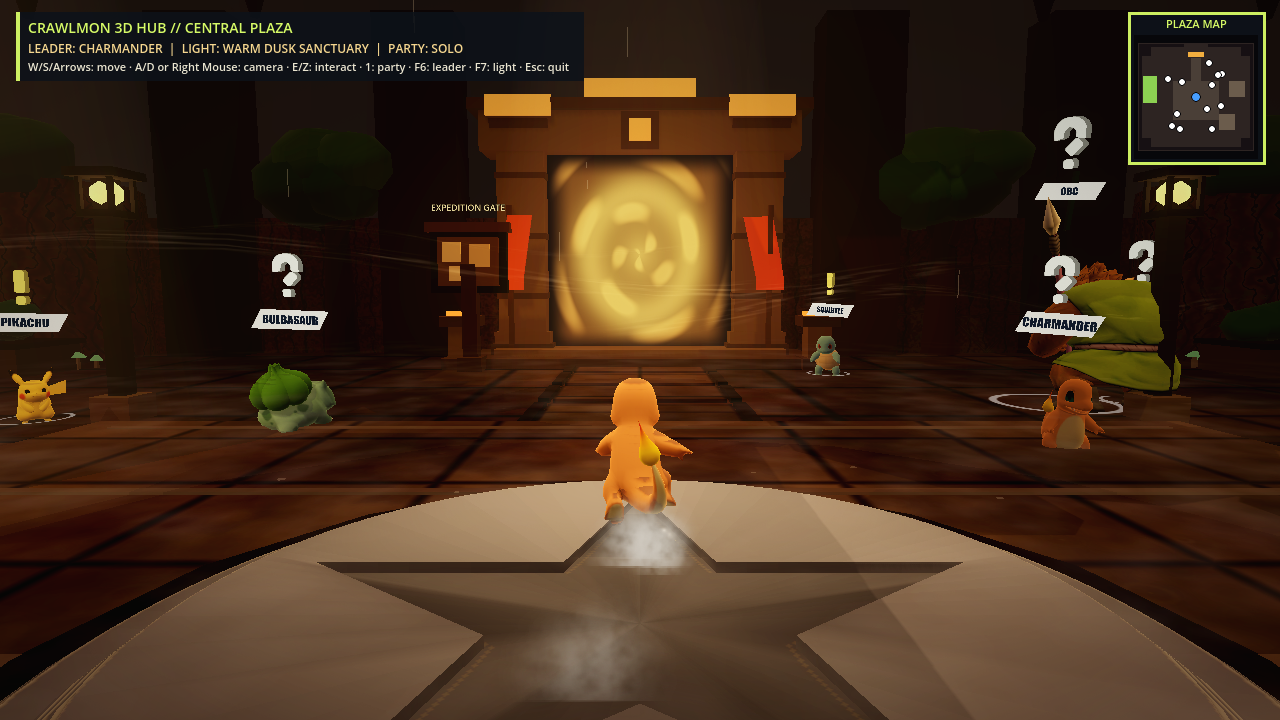 CRAWLMON 3D HUB // CENTRAL PLAZA
LEADER: CHARMANDER | LIGHT: WARM DUSK SANCTUARY | PARTY: SOLO
W/S/Arrows: move · A/D or Right Mouse: camera · E/Z: interact · 1: party · F6: leader · F7: light · Esc: quit
PLAZA MAP
?
OBC
EXPEDITION GATE
!
PIKACHU
?
BULBASAUR
!
SQUIRTLE
?
?
CHARMANDER